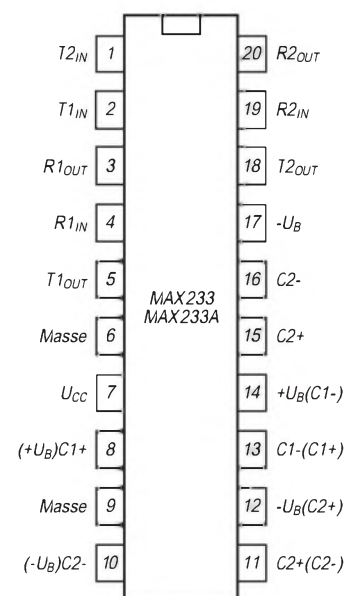 T2IN 1 20 R2OUT
T1IN 2 19 R2IN
R1OUT 3 18 T2OUT
R1IN 4 17 -UB
T1OUT 5 16 C2-
MAX233
MAX233A
Masse 6 15 C2+
UCC 7 14 +UB(C1-)
(+UB)C1+ 8 13 C1-(C1+)
Masse 9 12 -UB(C2+)
(-UB)C2- 10 11 C2+(C2-)